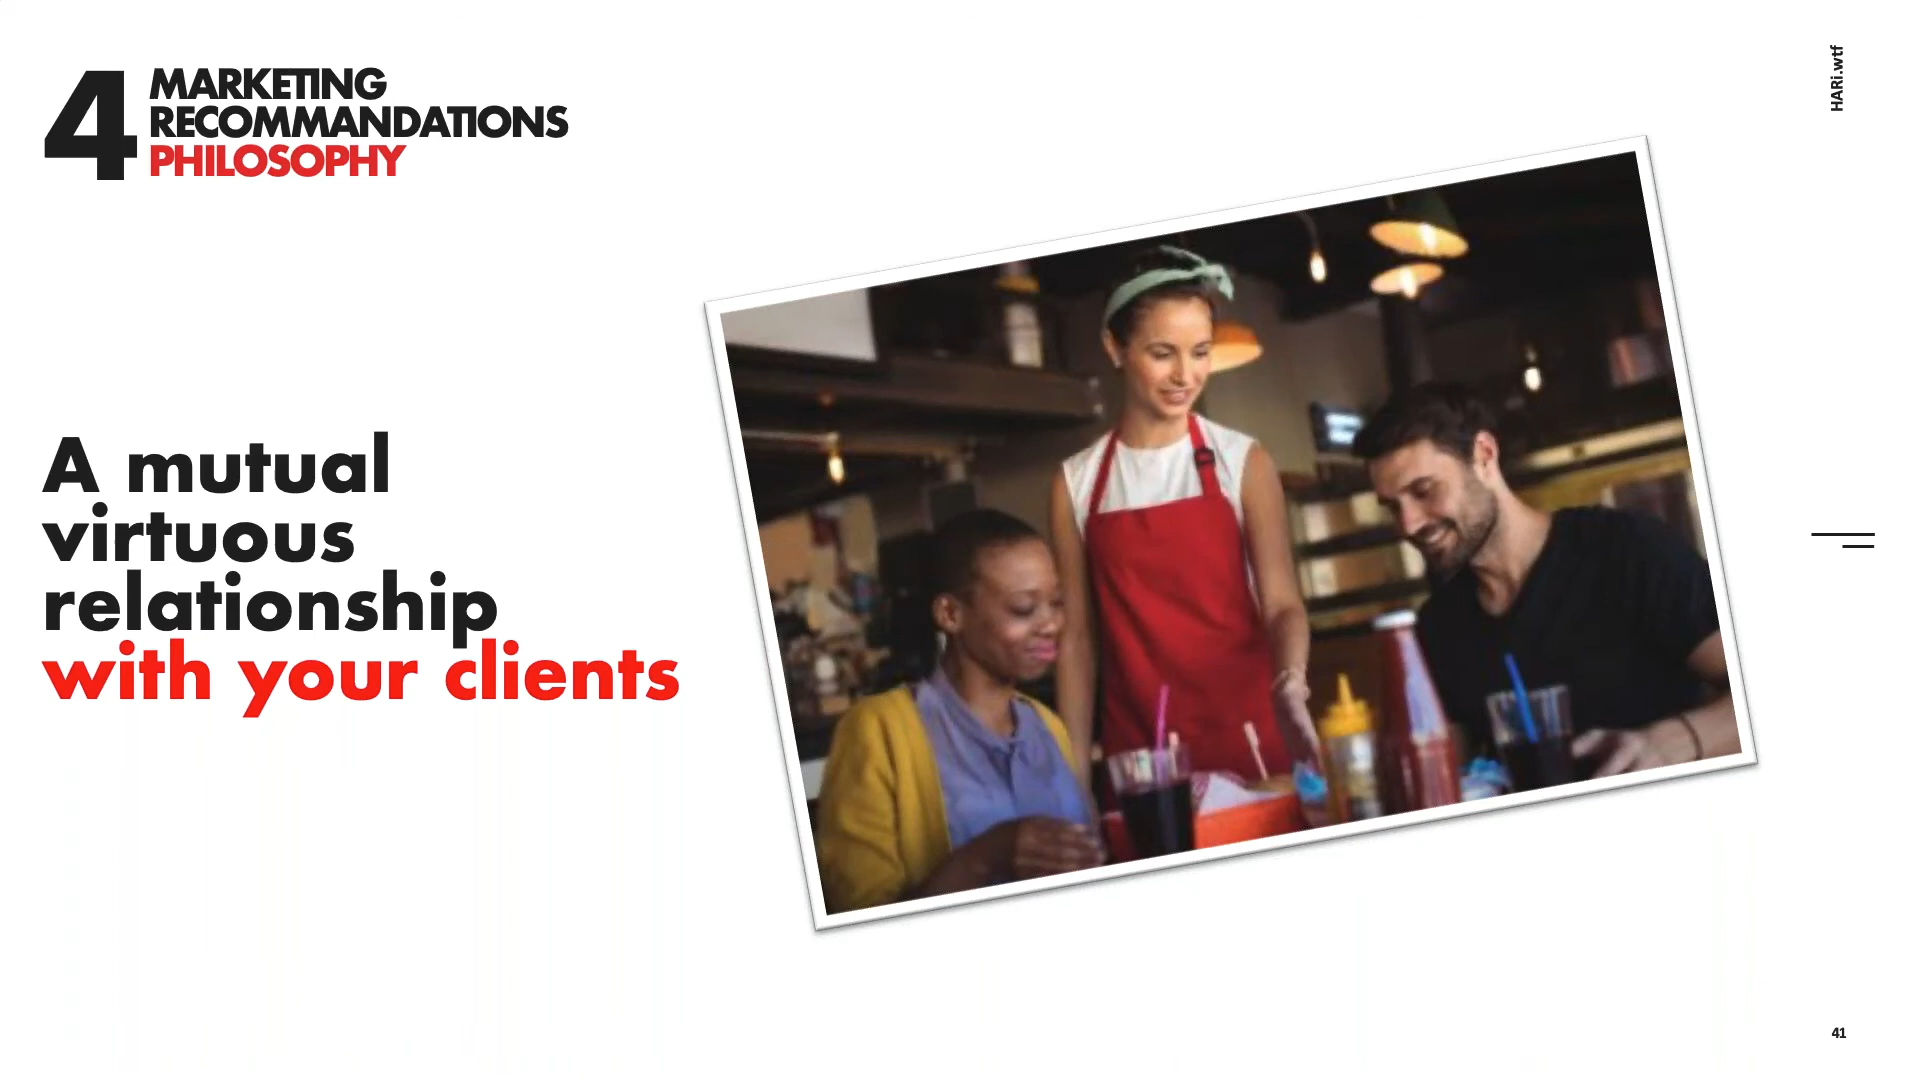 4
MARKETING
RECOMMANDATIONS
PHILOSOPHY
HARi.wtf
A mutual
virtuous
relationship
with your clients
41